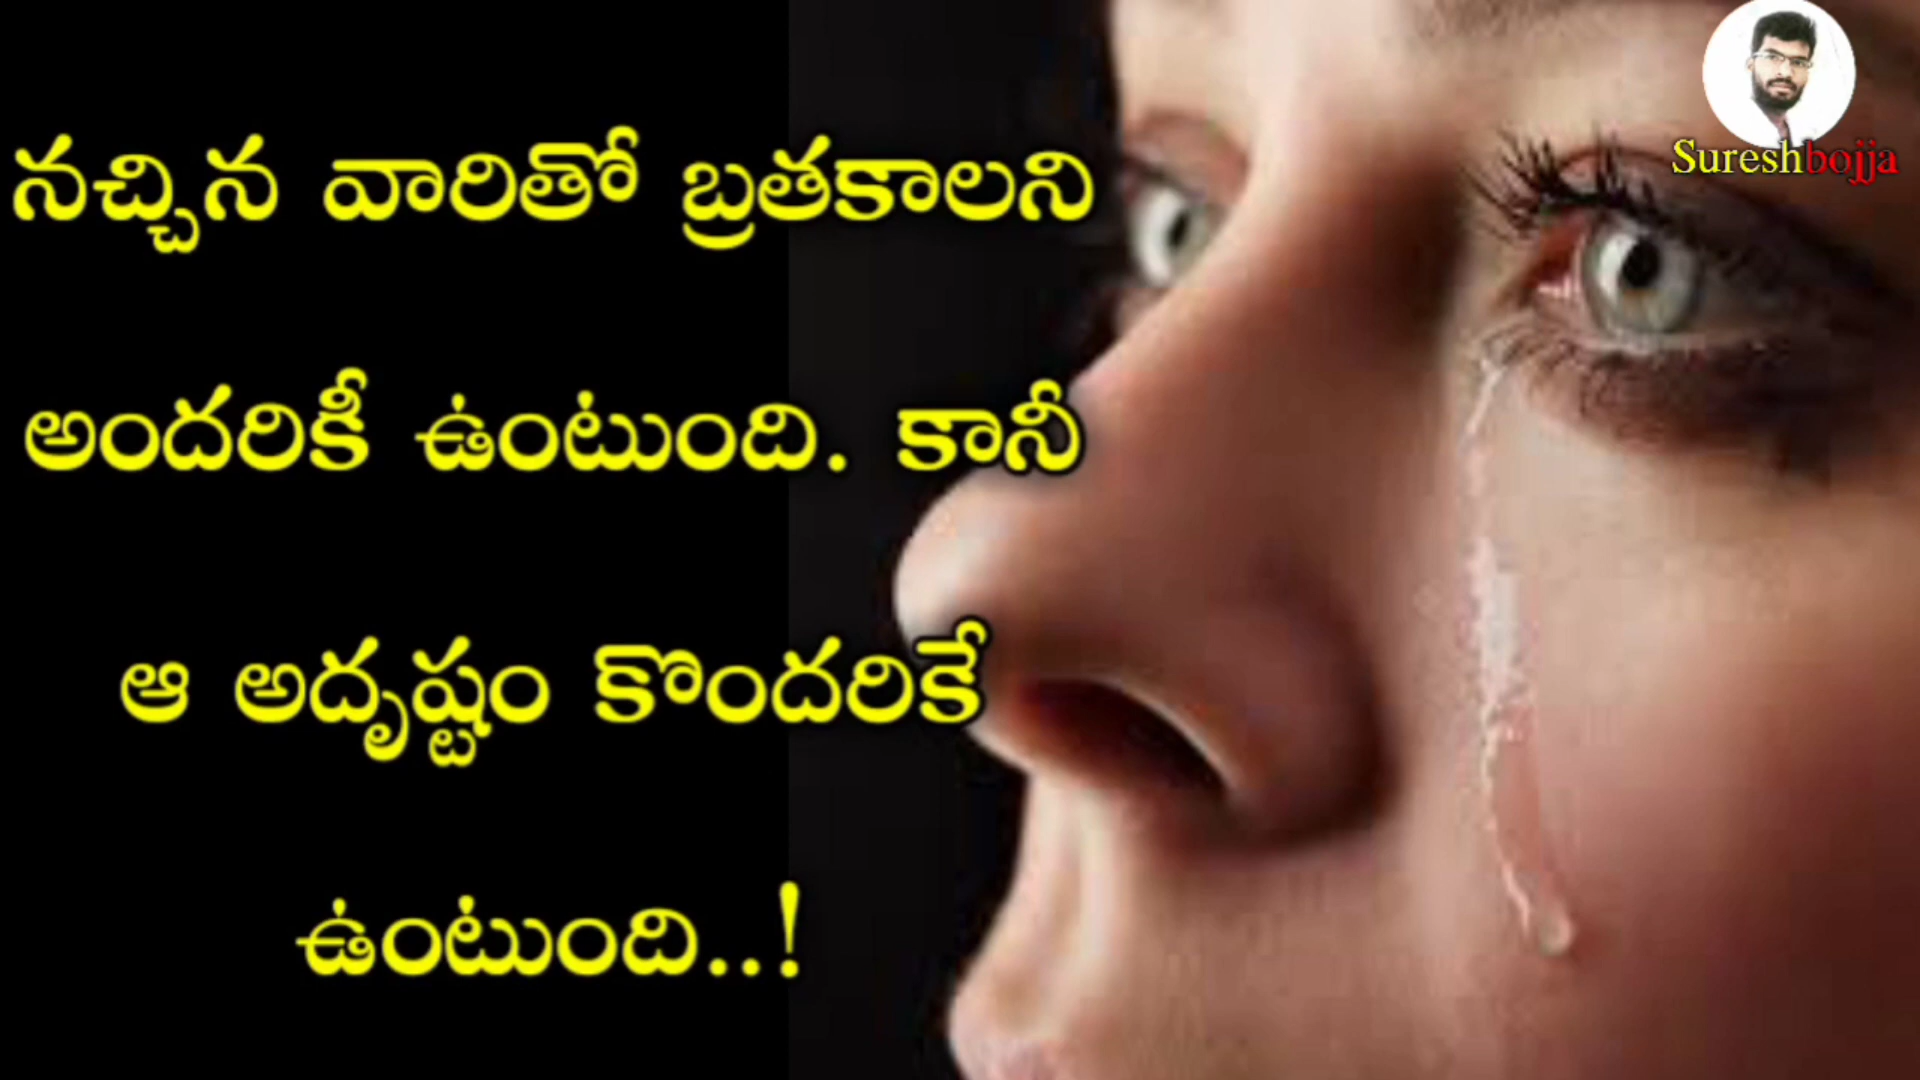 Sureshbojja
నచ్చిన వారితో బ్రతకాలని
అందరికీ ఉంటుంది. కానీ
ఆ అదృష్టం కొందరికే
ఉంటుంది..!